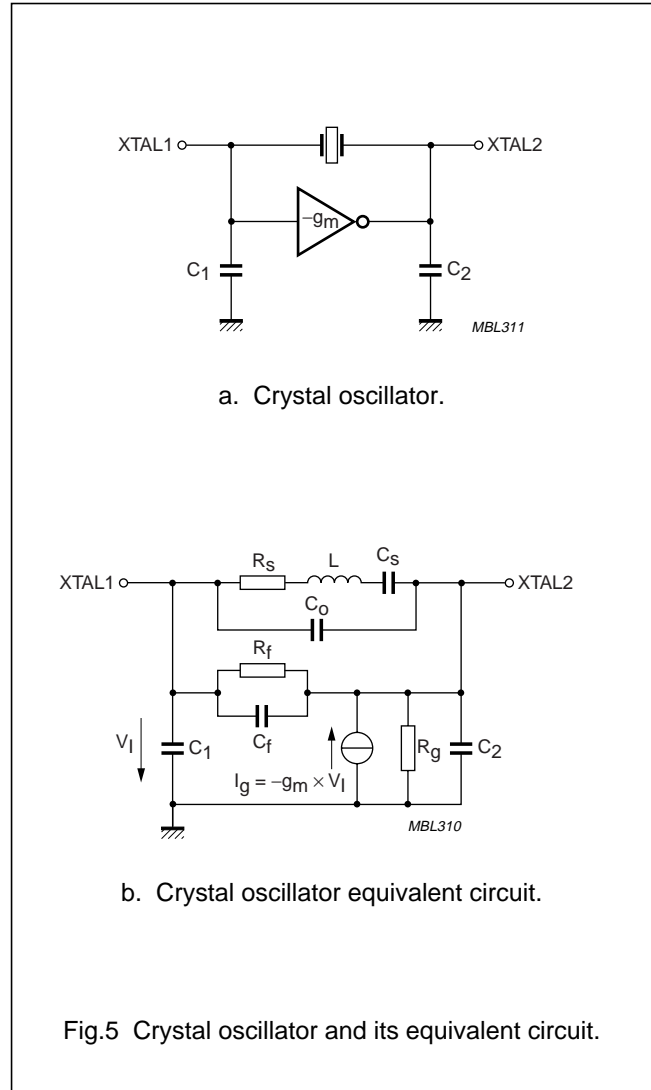 XTAL1 XTAL2
−gm
C1 C2
MBL311
a. Crystal oscillator.
Rs L Cs
XTAL1 XTAL2
Co
Rf
VI C1 Cf Rg C2
Ig = −gm × VI
MBL310
b. Crystal oscillator equivalent circuit.
Fig.5 Crystal oscillator and its equivalent circuit.